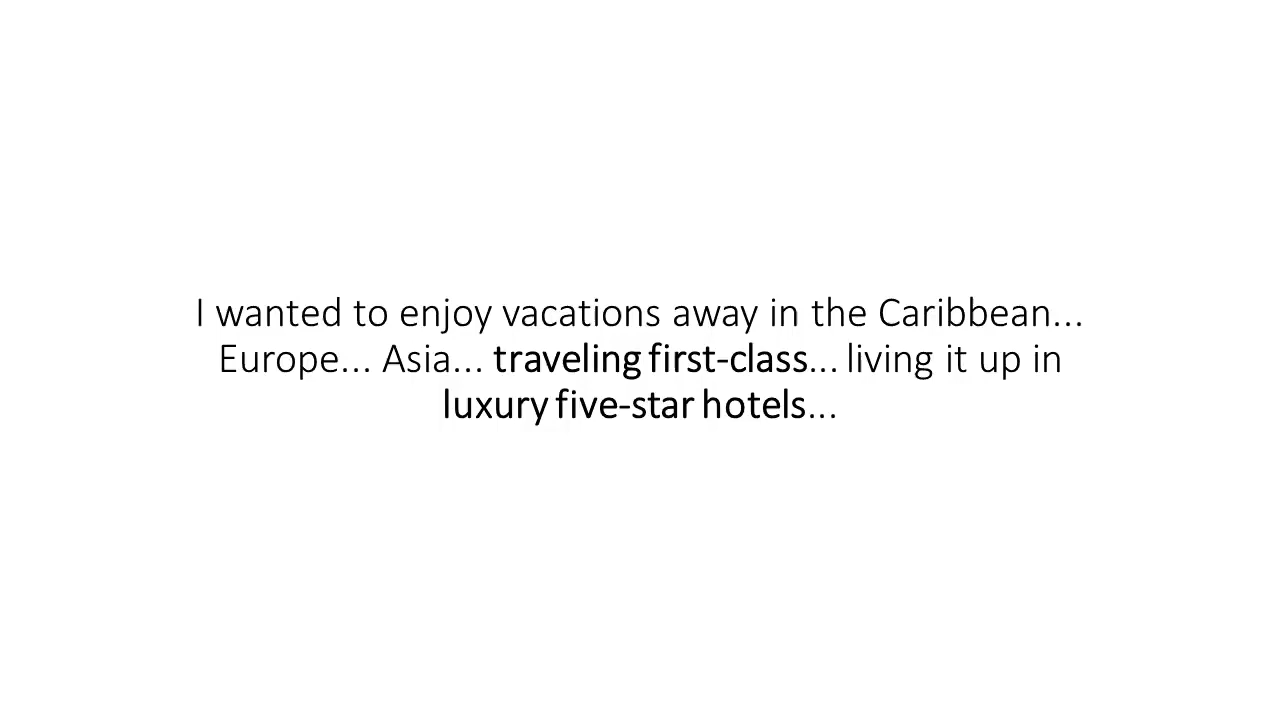 I wanted to enjoy vacations away in the Caribbean...
Europe... Asia... traveling first-class... living it up in
luxury five-star hotels...